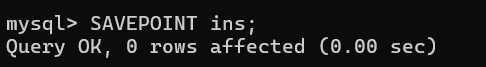 mysql> SAVEPOINT ins;
Query OK, 0 rows affected (0.00 sec)